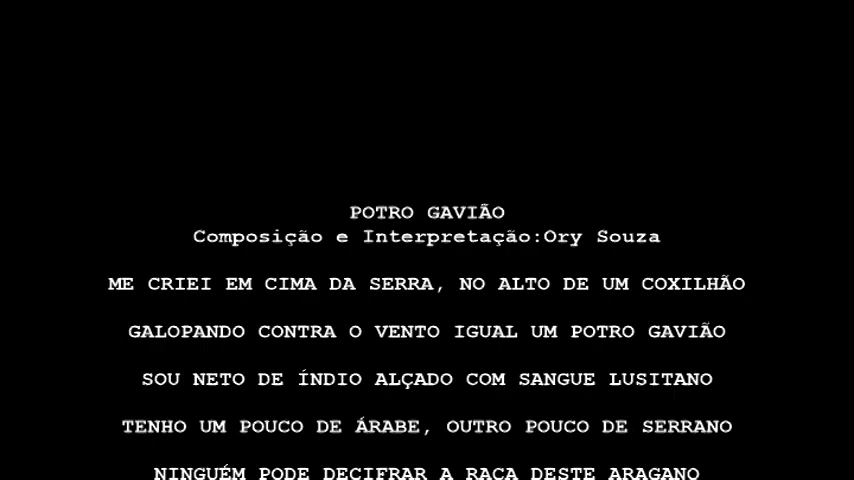 POTRO GAVIÃO
Composição e Interpretação:Ory Souza
ME CRIEI EM CIMA DA SERRA, NO ALTO DE UM COXILHÃO
GALOPANDO CONTRA O VENTO IGUAL UM POTRO GAVIÃO
SOU NETO DE ÍNDIO ALÇADO COM SANGUE LUSITANO
TENHO UM POUCO DE ÁRABE, OUTRO POUCO DE SERRANO
NINGUÉM PODE DECIFRAR A RAÇA DESTE ARAGANO